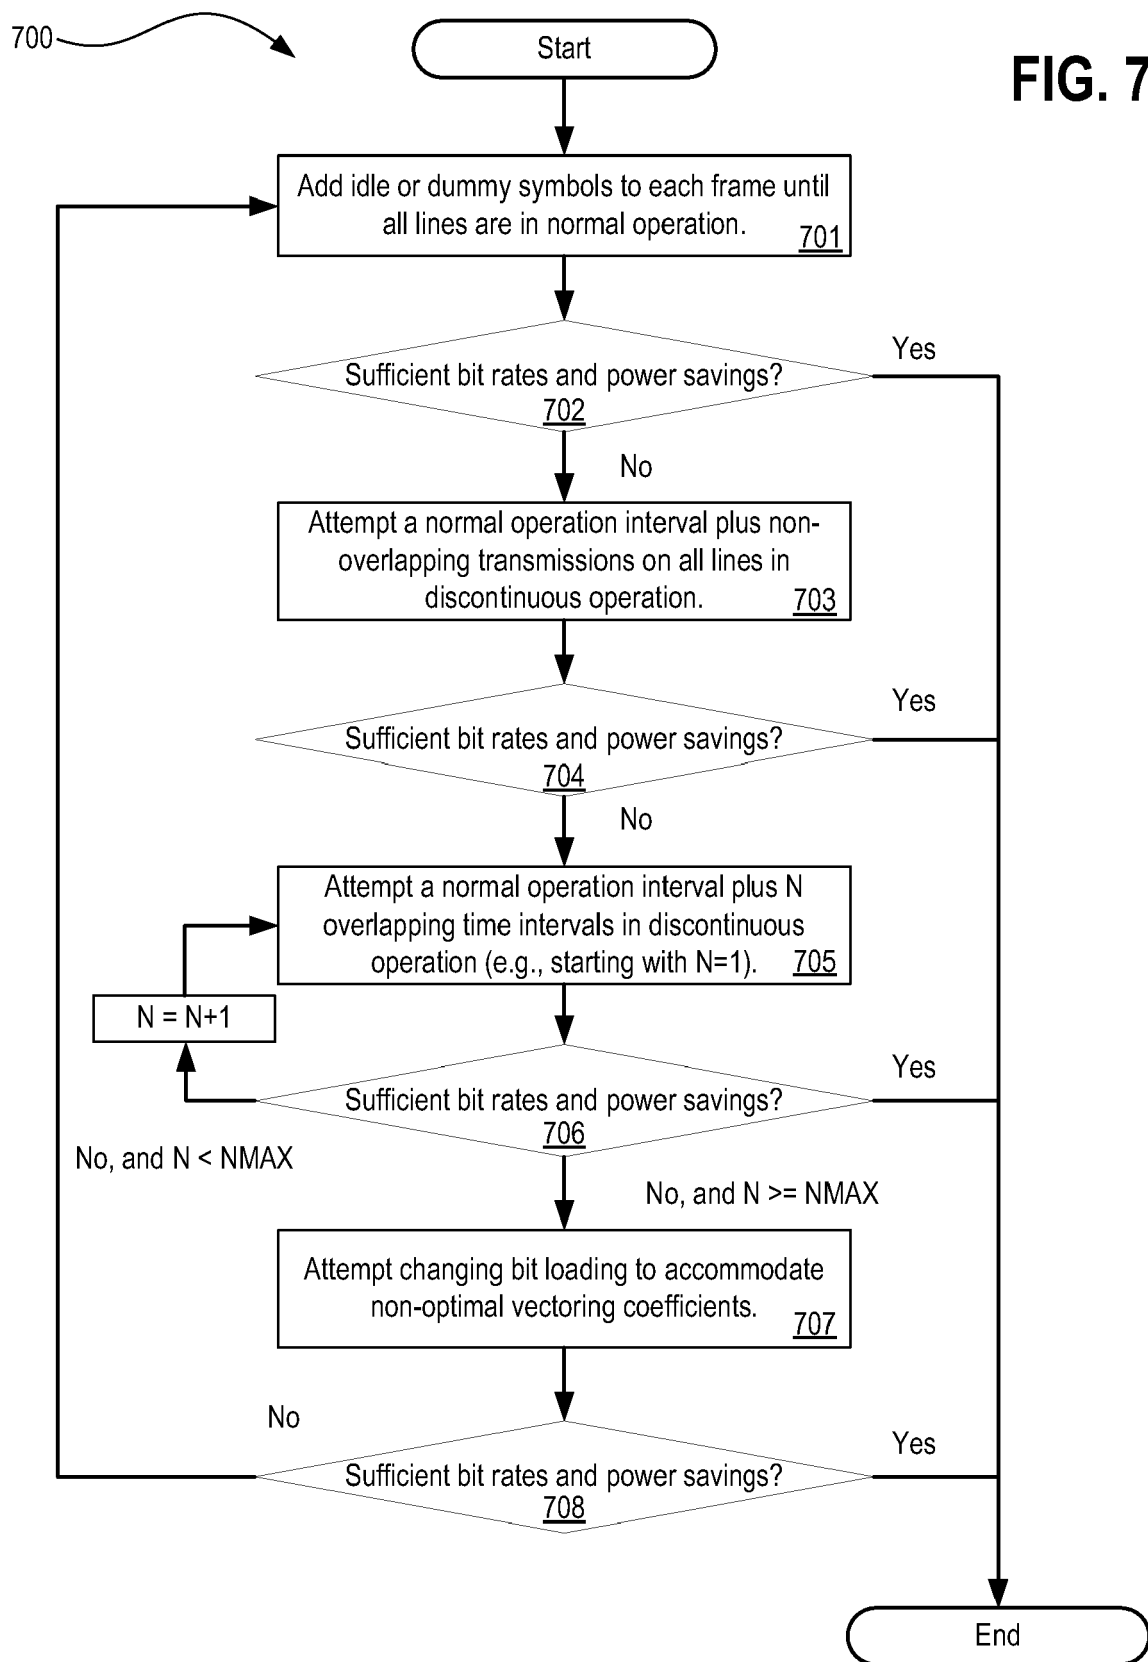 700
Start
FIG. 7
Add idle or dummy symbols to each frame until
all lines are in normal operation.
701
Sufficient bit rates and power savings?
702
Yes
No
Attempt a normal operation interval plus non-
overlapping transmissions on all lines in
discontinuous operation.
703
Sufficient bit rates and power savings?
704
Yes
No
Attempt a normal operation interval plus N
overlapping time intervals in discontinuous
operation (e.g., starting with N=1).
705
N = N+1
Sufficient bit rates and power savings?
706
Yes
No, and N < NMAX
No, and N >= NMAX
Attempt changing bit loading to accommodate
non-optimal vectoring coefficients.
707
No
Sufficient bit rates and power savings?
708
Yes
End